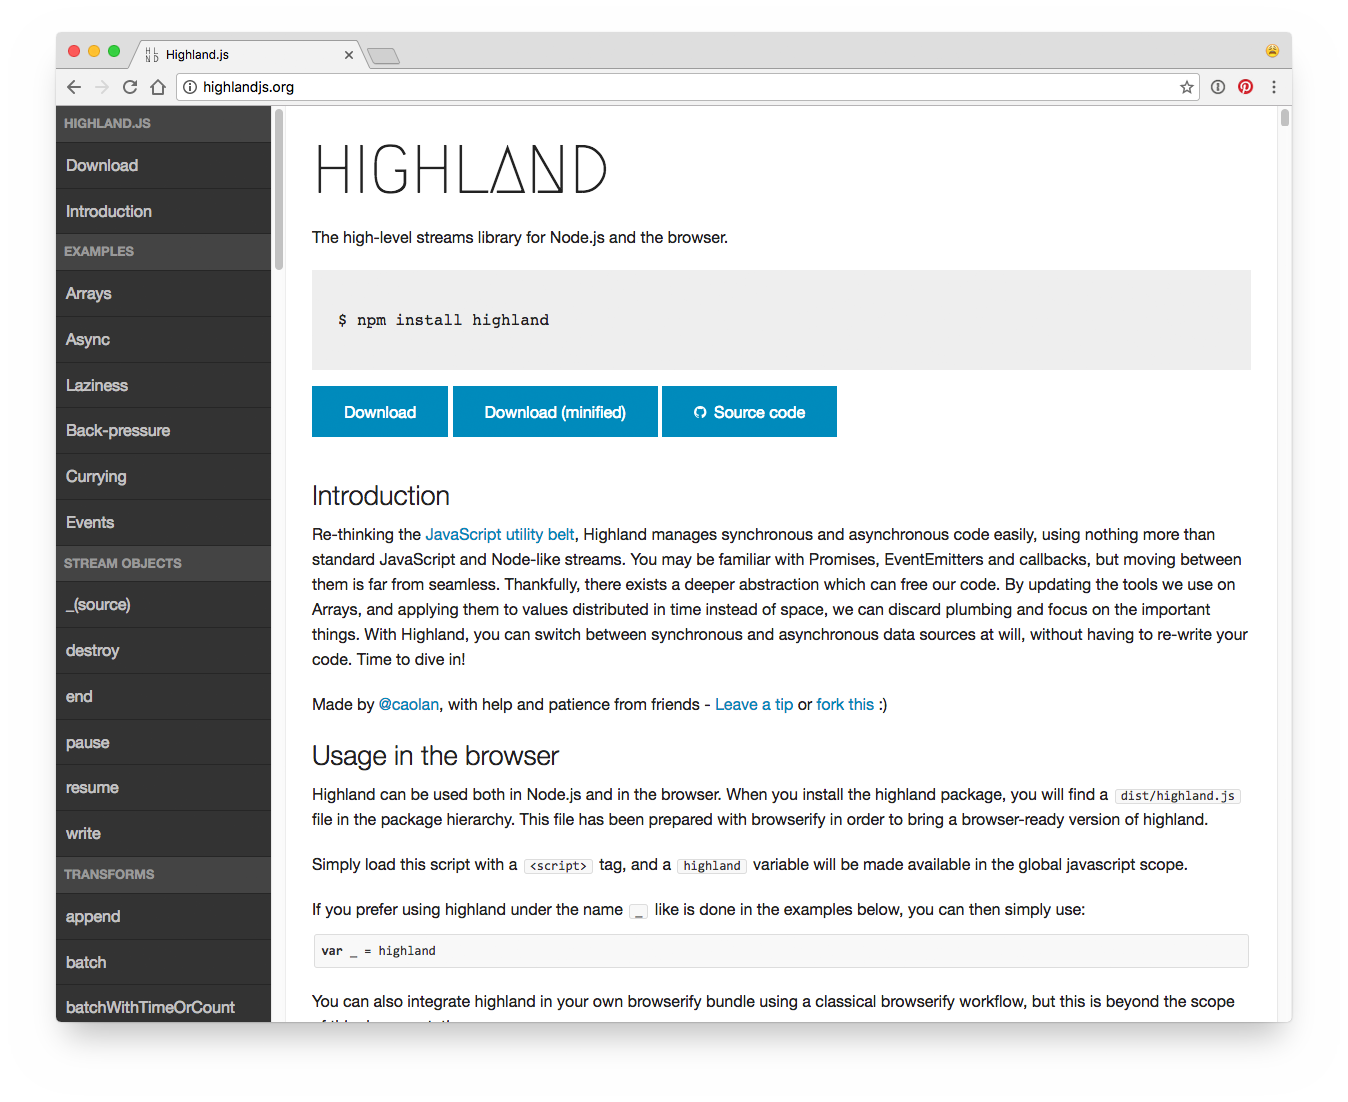 HL
ND
Highland.js
highlandjs.org
HIGHLAND.JS
Download
Introduction
EXAMPLES
Arrays
Async
Laziness
Back-pressure
Currying
Events
STREAM OBJECTS
_(source)
destroy
end
pause
resume
write
TRANSFORMS
append
batch
batchWithTimeOrCount
HIGHLAND
The high-level streams library for Node.js and the browser.
$ npm install highland
Download
Download (minified)
Source code
Introduction
Re-thinking the JavaScript utility belt, Highland manages synchronous and asynchronous code easily, using nothing more than
standard JavaScript and Node-like streams. You may be familiar with Promises, EventEmitters and callbacks, but moving between
them is far from seamless. Thankfully, there exists a deeper abstraction which can free our code. By updating the tools we use on
Arrays, and applying them to values distributed in time instead of space, we can discard plumbing and focus on the important
things. With Highland, you can switch between synchronous and asynchronous data sources at will, without having to re-write your
code. Time to dive in!
Made by @caolan, with help and patience from friends - Leave a tip or fork this :)
Usage in the browser
Highland can be used both in Node.js and in the browser. When you install the highland package, you will find a dist/highland.js
file in the package hierarchy. This file has been prepared with browserify in order to bring a browser-ready version of highland.
Simply load this script with a <script> tag, and a highland variable will be made available in the global javascript scope.
If you prefer using highland under the name _ like is done in the examples below, you can then simply use:
var _ = highland
You can also integrate highland in your own browserify bundle using a classical browserify workflow, but this is beyond the scope